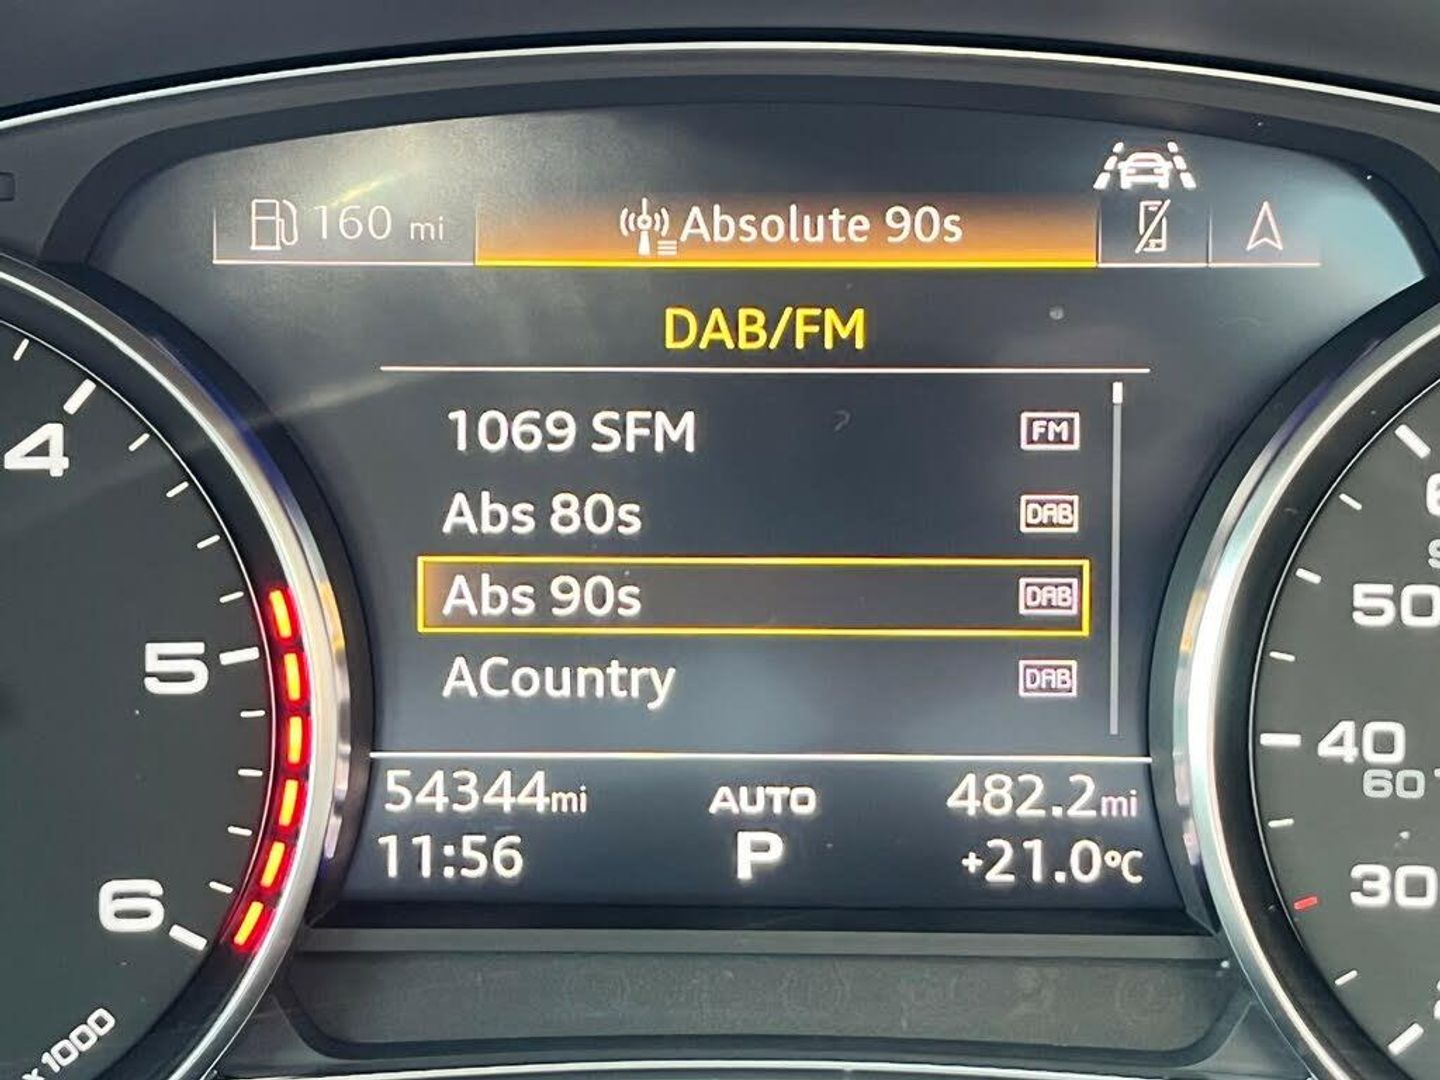 160 mi
Absolute 90s
DAB/FM
1069 SFM FM
Abs 80s DAB
Abs 90s DAB
ACountry DAB
54344mi AUTO 482.2mi
11:56 P +21.0°C
4
5
6
x1000
50
40
60
30